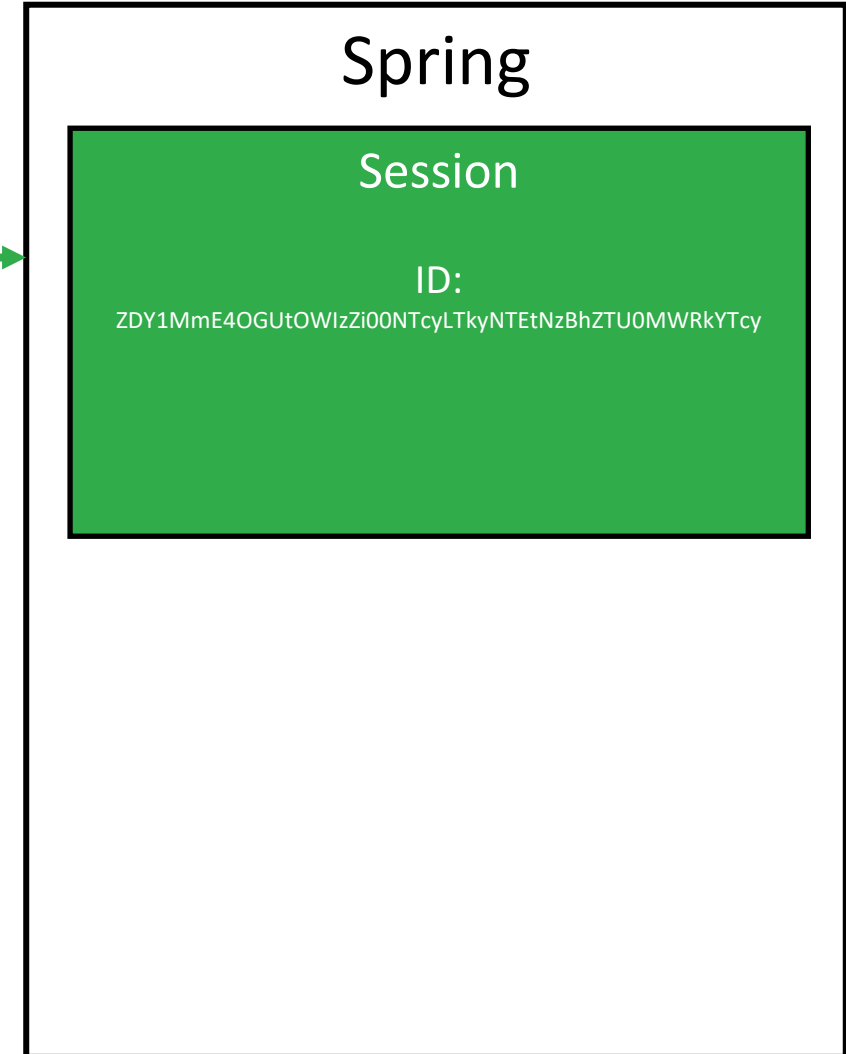 Spring
Session
ID:
ZDY1MmE4OGUtOWIzZi00NTcyLTkyNTEtNzBhZTU0MWRkYTcy